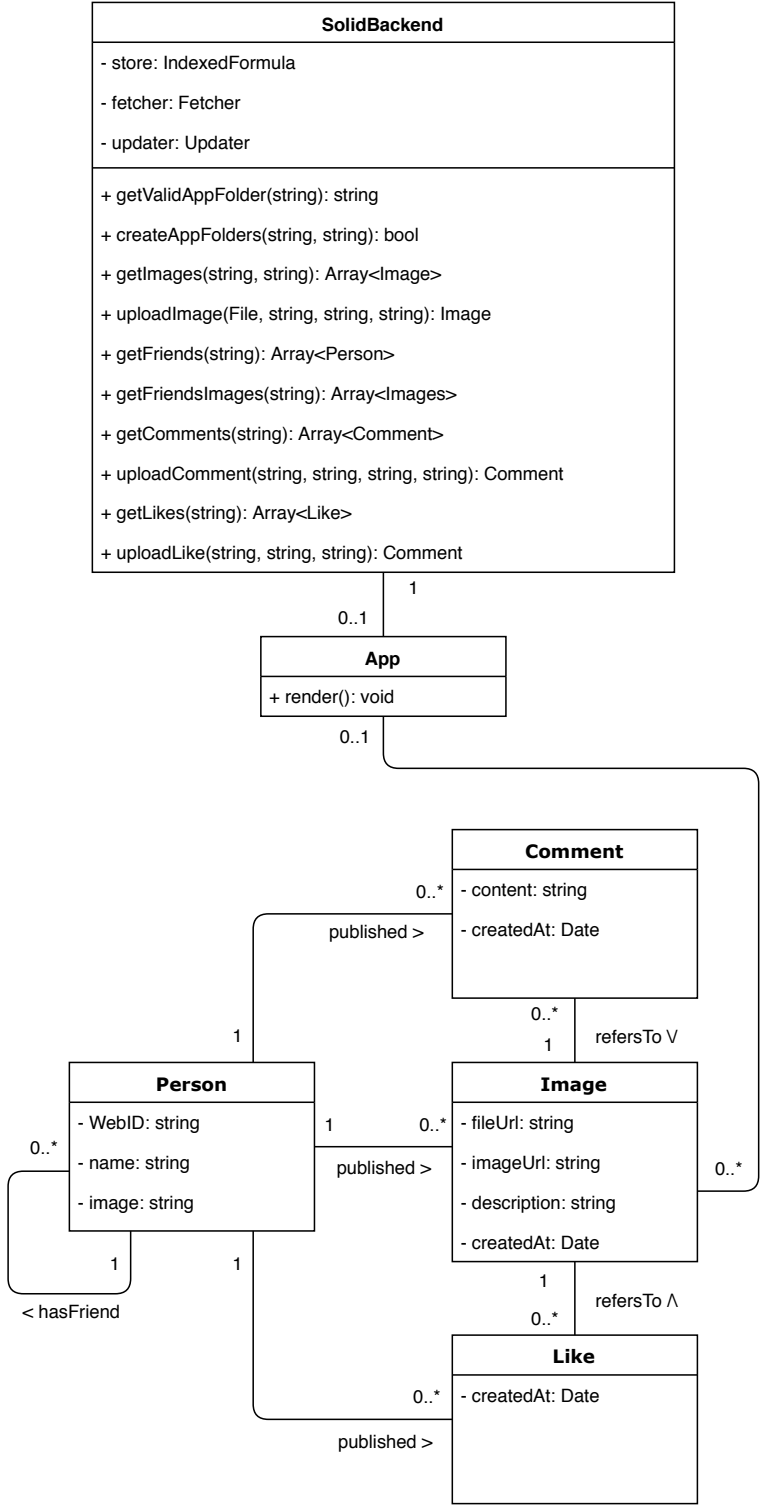 SolidBackend
- store: IndexedFormula
- fetcher: Fetcher
- updater: Updater
+ getValidAppFolder(string): string
+ createAppFolders(string, string): bool
+ getImages(string, string): Array<Image>
+ uploadImage(File, string, string, string): Image
+ getFriends(string): Array<Person>
+ getFriendsImages(string): Array<Images>
+ getComments(string): Array<Comment>
+ uploadComment(string, string, string, string): Comment
+ getLikes(string): Array<Like>
+ uploadLike(string, string, string): Comment
1
0..1
App
+ render(): void
0..1
Comment
0..*
- content: string
published >
- createdAt: Date
0..*
1
1
refersTo V
Person
Image
- WebID: string
1
0..*
- fileUrl: string
0..*
- name: string
published >
- imageUrl: string
0..*
- image: string
- description: string
- createdAt: Date
1
1
1
refersTo Λ
< hasFriend
0..*
Like
0..*
- createdAt: Date
published >